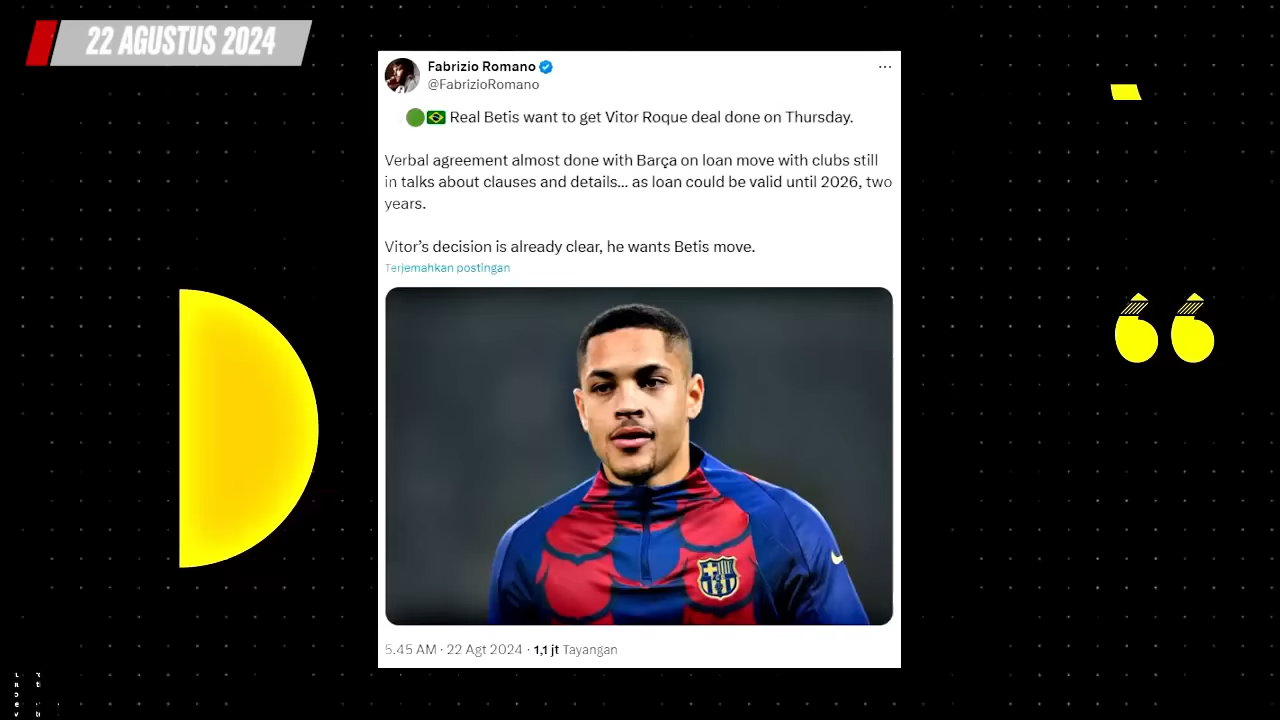 22 AGUSTUS 2024
Fabrizio Romano
@FabrizioRomano
Real Betis want to get Vitor Roque deal done on Thursday.
Verbal agreement almost done with Barça on loan move with clubs still
in talks about clauses and details... as loan could be valid until 2026, two
years.
Vitor's decision is already clear, he wants Betis move.
Terjemahkan postingan
5.45 AM · 22 Agt 2024 · 1,1 jt Tayangan